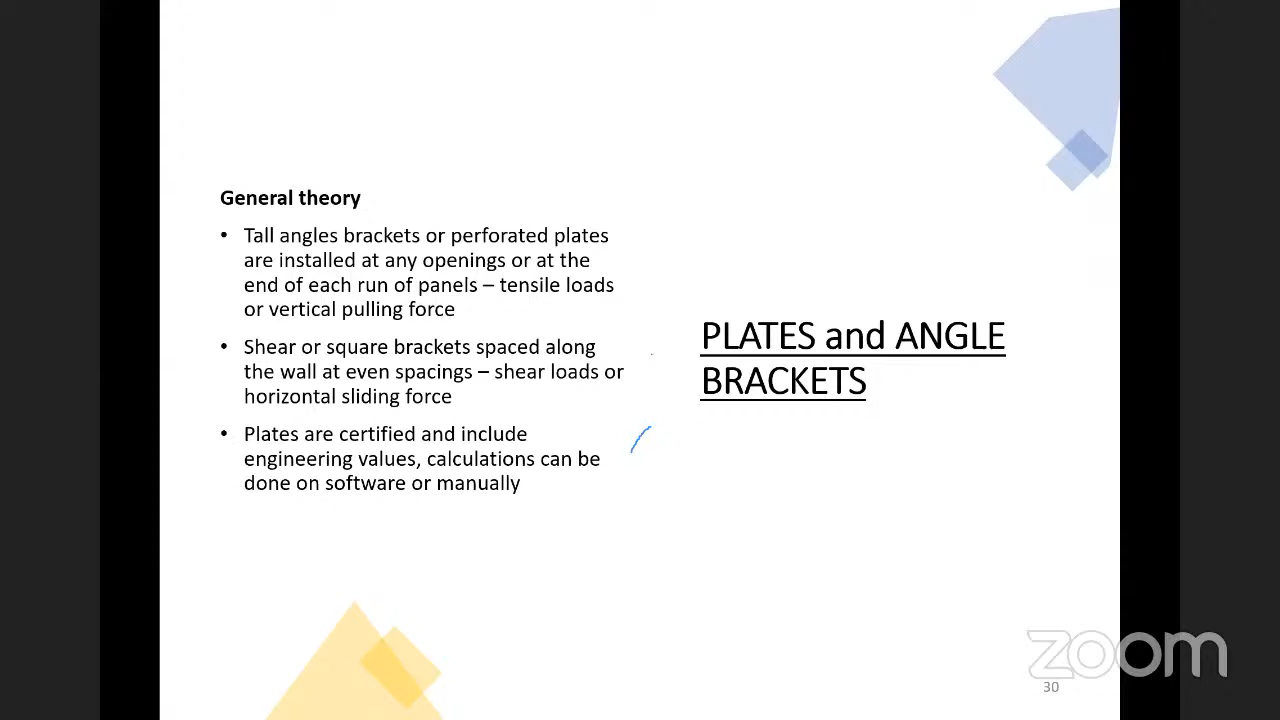 General theory
• Tall angles brackets or perforated plates
are installed at any openings or at the
end of each run of panels – tensile loads
or vertical pulling force
• Shear or square brackets spaced along
the wall at even spacings – shear loads or
horizontal sliding force
• Plates are certified and include
engineering values, calculations can be
done on software or manually
PLATES and ANGLE
BRACKETS
zoom
30